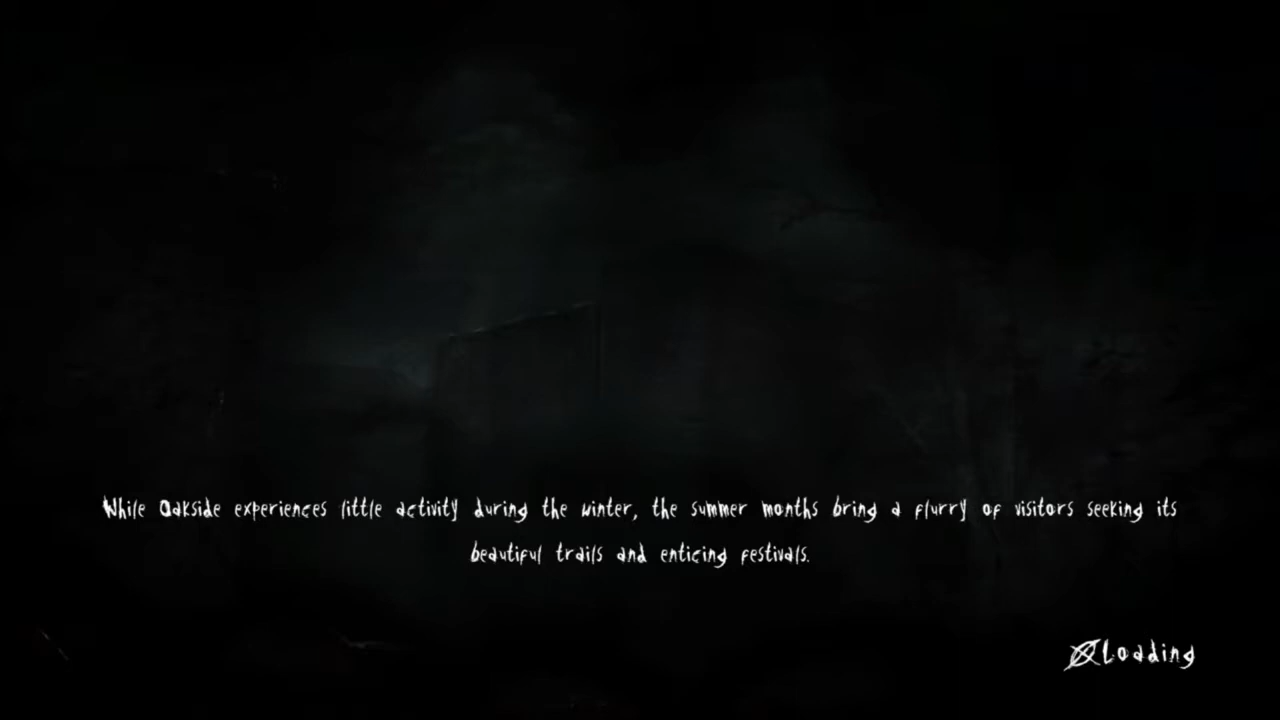 While Oakside experiences little activity during the winter, the summer months bring a flurry of visitors seeking its
beautiful trails and enticing festivals.
Loading